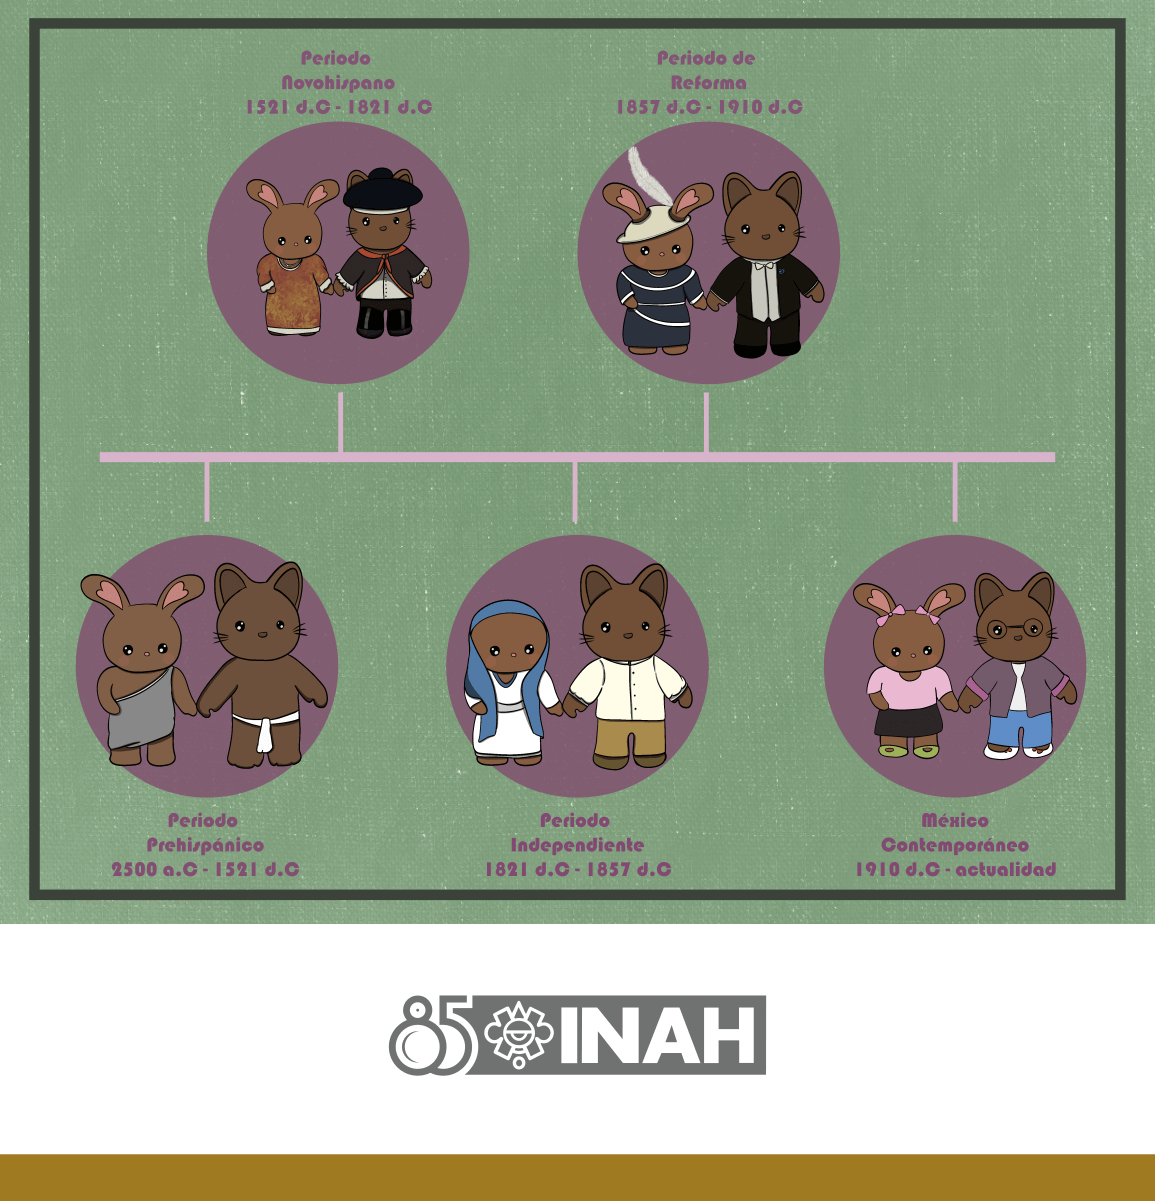 Periodo
Novohispano
1521 d.C - 1821 d.C
Periodo de
Reforma
1857 d.C - 1910 d.C
Periodo
Prehispánico
2500 a.C - 1521 d.C
Periodo
Independiente
1821 d.C - 1857 d.C
México
Contemporáneo
1910 d.C - actualidad
85 INAH